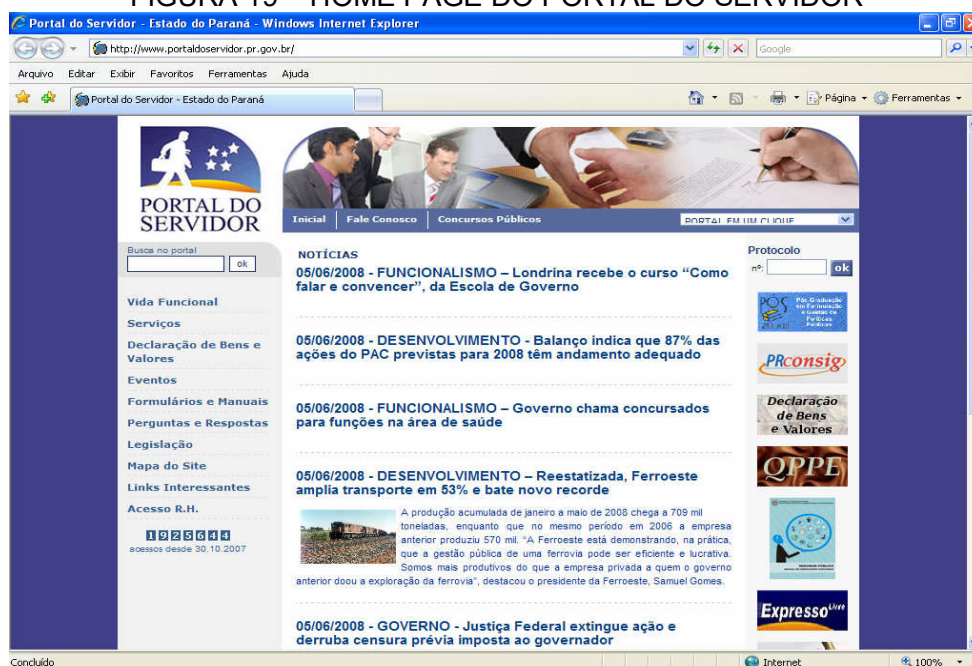 FIGURA 19 - HOME PAGE DO PORTAL DO SERVIDOR
Portal do Servidor - Estado do Paraná - Windows Internet Explorer
http://www.portaldoservidor.pr.gov.br/
Google
Arquivo Editar Exibir Favoritos Ferramentas Ajuda
Portal do Servidor - Estado do Paraná
Página Ferramentas
PORTAL DO
SERVIDOR
Inicial Fale Conosco Concursos Públicos
PORTAL EM UM CLIQUE
Busca no portal
ok
Vida Funcional
Serviços
Declaração de Bens e
Valores
Eventos
Formulários e Manuais
Perguntas e Respostas
Legislação
Mapa do Site
Links Interessantes
Acesso R.H.
1925644
acessos desde 30.10.2007
NOTÍCIAS
05/06/2008 - FUNCIONALISMO – Londrina recebe o curso “Como
falar e convencer”, da Escola de Governo
05/06/2008 - DESENVOLVIMENTO - Balanço indica que 87% das
ações do PAC previstas para 2008 têm andamento adequado
05/06/2008 - FUNCIONALISMO – Governo chama concursados
para funções na área de saúde
05/06/2008 - DESENVOLVIMENTO – Reestatizada, Ferroeste
amplia transporte em 53% e bate novo recorde
A produção acumulada de janeiro a maio de 2008 chega a 709 mil
toneladas, enquanto que no mesmo período em 2006 a empresa
anterior produziu 570 mil. “A Ferroeste está demonstrando, na prática,
que a gestão pública de uma ferrovia pode ser eficiente e lucrativa.
Somos mais produtivos do que a empresa privada a quem o governo
anterior doou a exploração da ferrovia”, destacou o presidente da Ferroeste, Samuel Gomes.
05/06/2008 - GOVERNO - Justiça Federal extingue ação e
derruba censura prévia imposta ao governador
Protocolo
nº: ok
PÓS
Pós-Graduação
em Formulação
e Gestão de
Políticas
Públicas
PRconsig
Declaração
de Bens
e Valores
QPPE
Expresso Livre
Concluído
Internet
100%